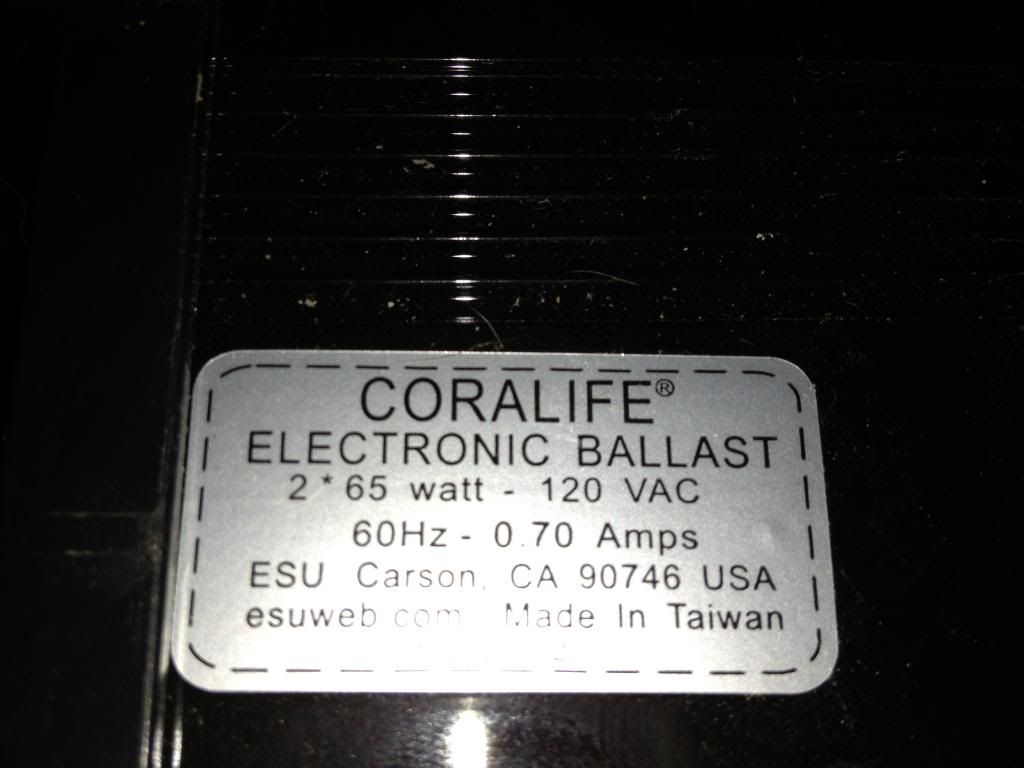 CORALIFE®
ELECTRONIC BALLAST
2 * 65 watt - 120 VAC
60Hz - 0.70 Amps
ESU Carson, CA 90746 USA
esuweb.com Made In Taiwan